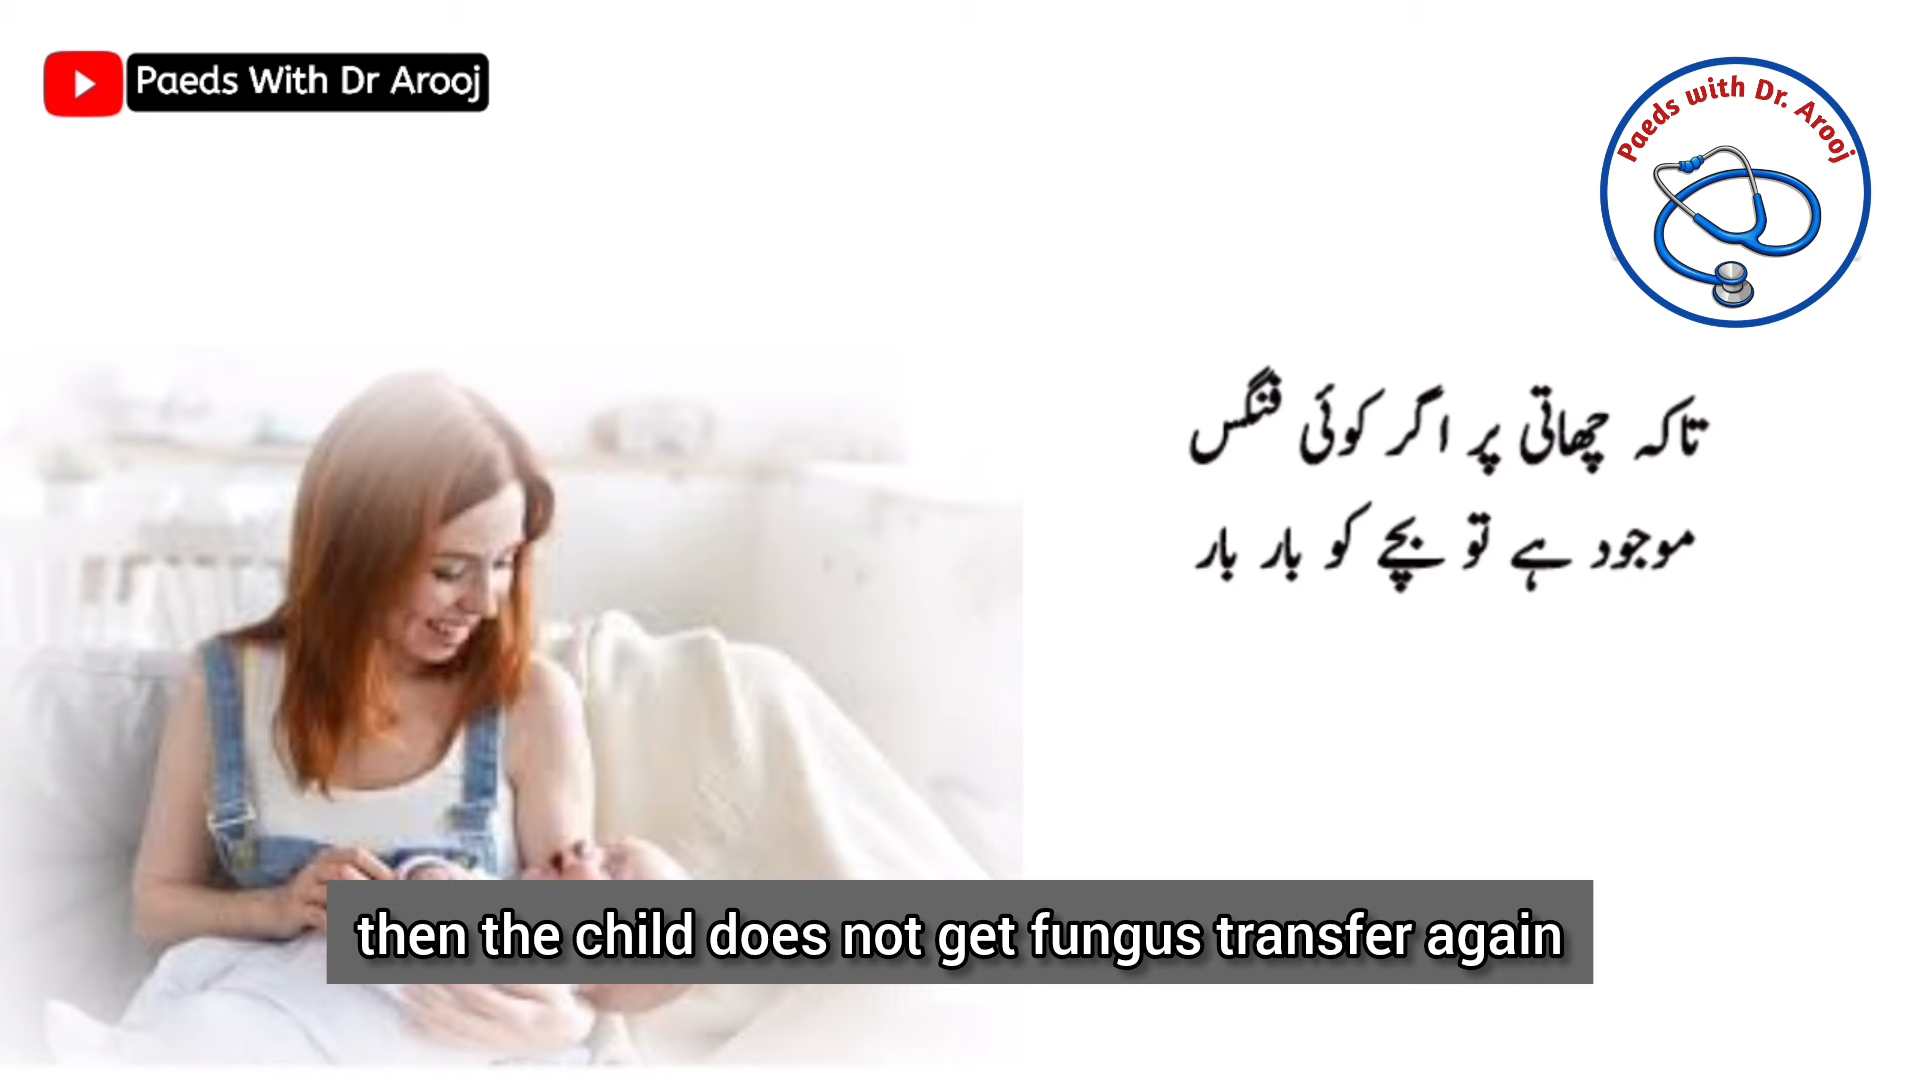 Paeds With Dr Arooj
Paeds with Dr. Arooj
تاکہ چھاتی پر اگر کوئی فنگس
موجود ہے تو بچے کو بار بار
then the child does not get fungus transfer again